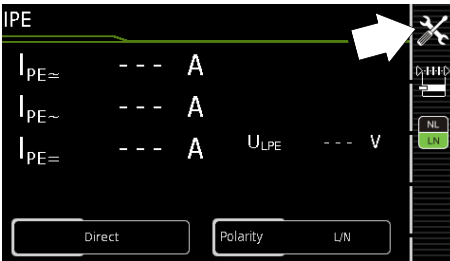 IPE
IPE≃ - - - A
IPE~ - - - A
IPE= - - - A
ULPE - - - V
NL
LN
Direct
Polarity L/N